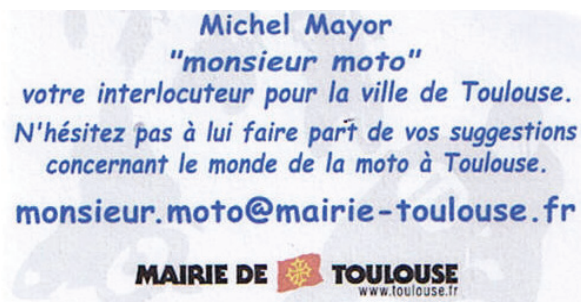 Michel Mayor
"monsieur moto"
votre interlocuteur pour la ville de Toulouse.
N'hésitez pas à lui faire part de vos suggestions
concernant le monde de la moto à Toulouse.
monsieur.moto@mairie-toulouse.fr
MAIRIE DE TOULOUSE
www.toulouse.fr